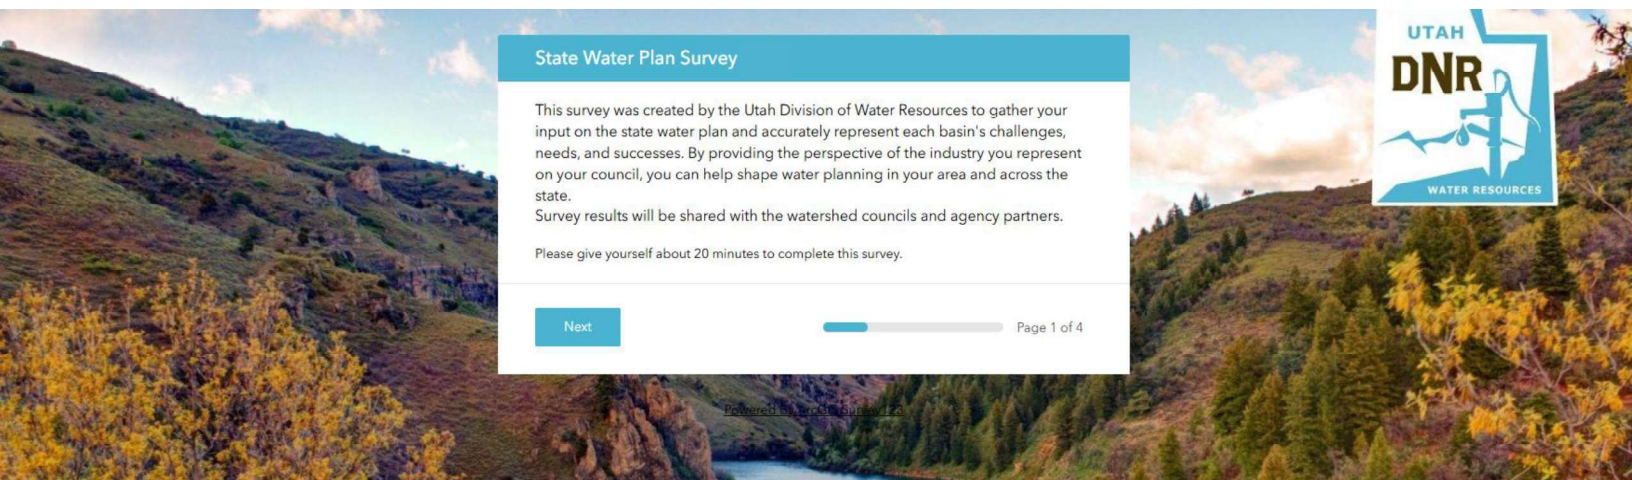 State Water Plan Survey
This survey was created by the Utah Division of Water Resources to gather your
input on the state water plan and accurately represent each basin's challenges,
needs, and successes. By providing the perspective of the industry you represent
on your council, you can help shape water planning in your area and across the
state.
Survey results will be shared with the watershed councils and agency partners.
Please give yourself about 20 minutes to complete this survey.
Next
Page 1 of 4
Powered by ArcGIS Survey123
UTAH
DNR
WATER RESOURCES